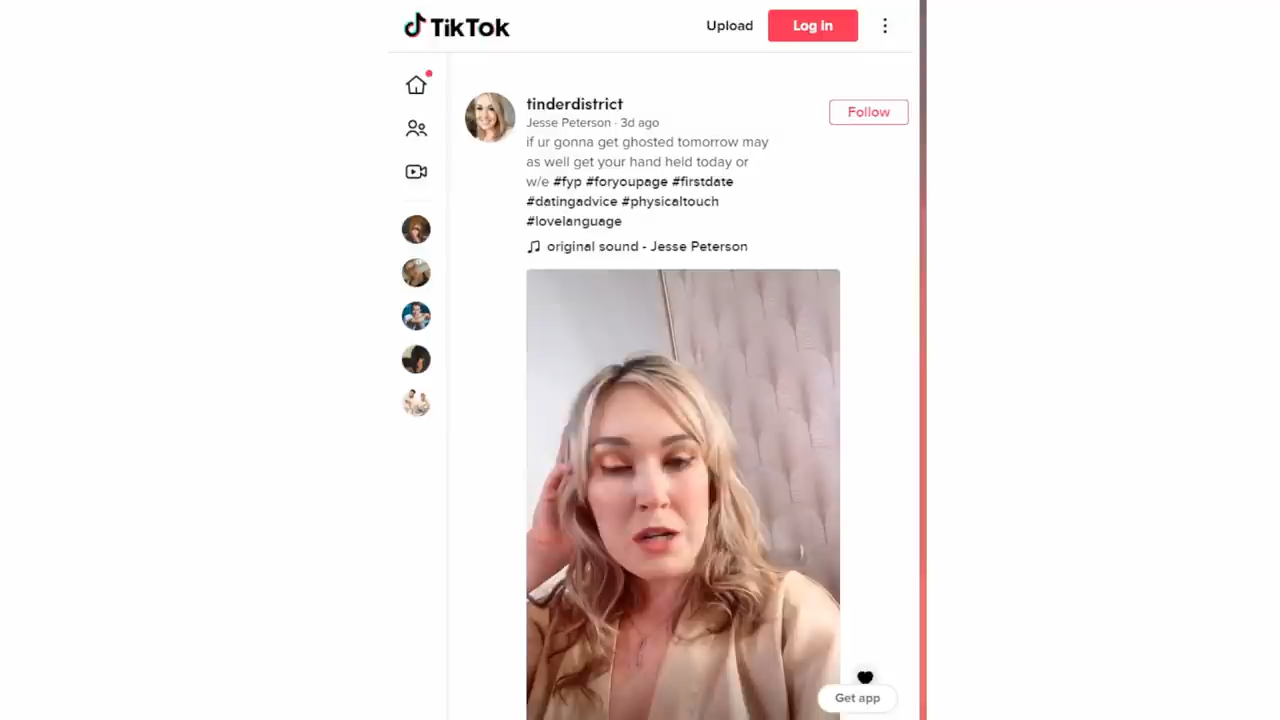 TikTok
Upload
Log in
tinderdistrict
Follow
Jesse Peterson · 3d ago
if ur gonna get ghosted tomorrow may
as well get your hand held today or
w/e #fyp #foryoupage #firstdate
#datingadvice #physicaltouch
#lovelanguage
original sound - Jesse Peterson
Get app